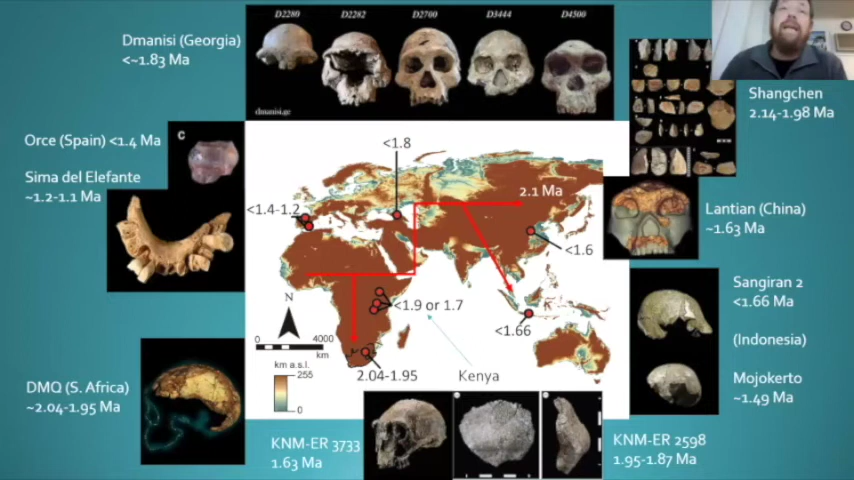 D2280 D2282 D2700 D3444 D4500
dmanisi.ge
Dmanisi (Georgia)
<~1.83 Ma
Shangchen
2.14-1.98 Ma
Orce (Spain) <1.4 Ma
C
Sima del Elefante
~1.2-1.1 Ma
<1.8
2.1 Ma
<1.4-1.2
<1.6
Lantian (China)
~1.63 Ma
<1.9 or 1.7
<1.66
N
0 4000
km
km a.s.l.
255
0
2.04-1.95
Kenya
Sangiran 2
<1.66 Ma
(Indonesia)
Mojokerto
~1.49 Ma
DMQ (S. Africa)
~2.04-1.95 Ma
KNM-ER 3733
1.63 Ma
KNM-ER 2598
1.95-1.87 Ma